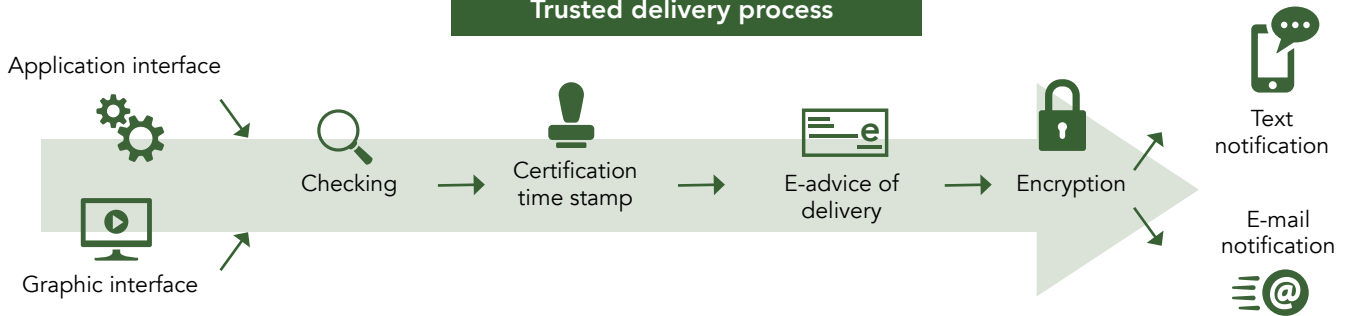 Trusted delivery process
Application interface
Graphic interface
Checking
Certification
time stamp
e
E-advice of
delivery
Encryption
Text
notification
E-mail
notification
@